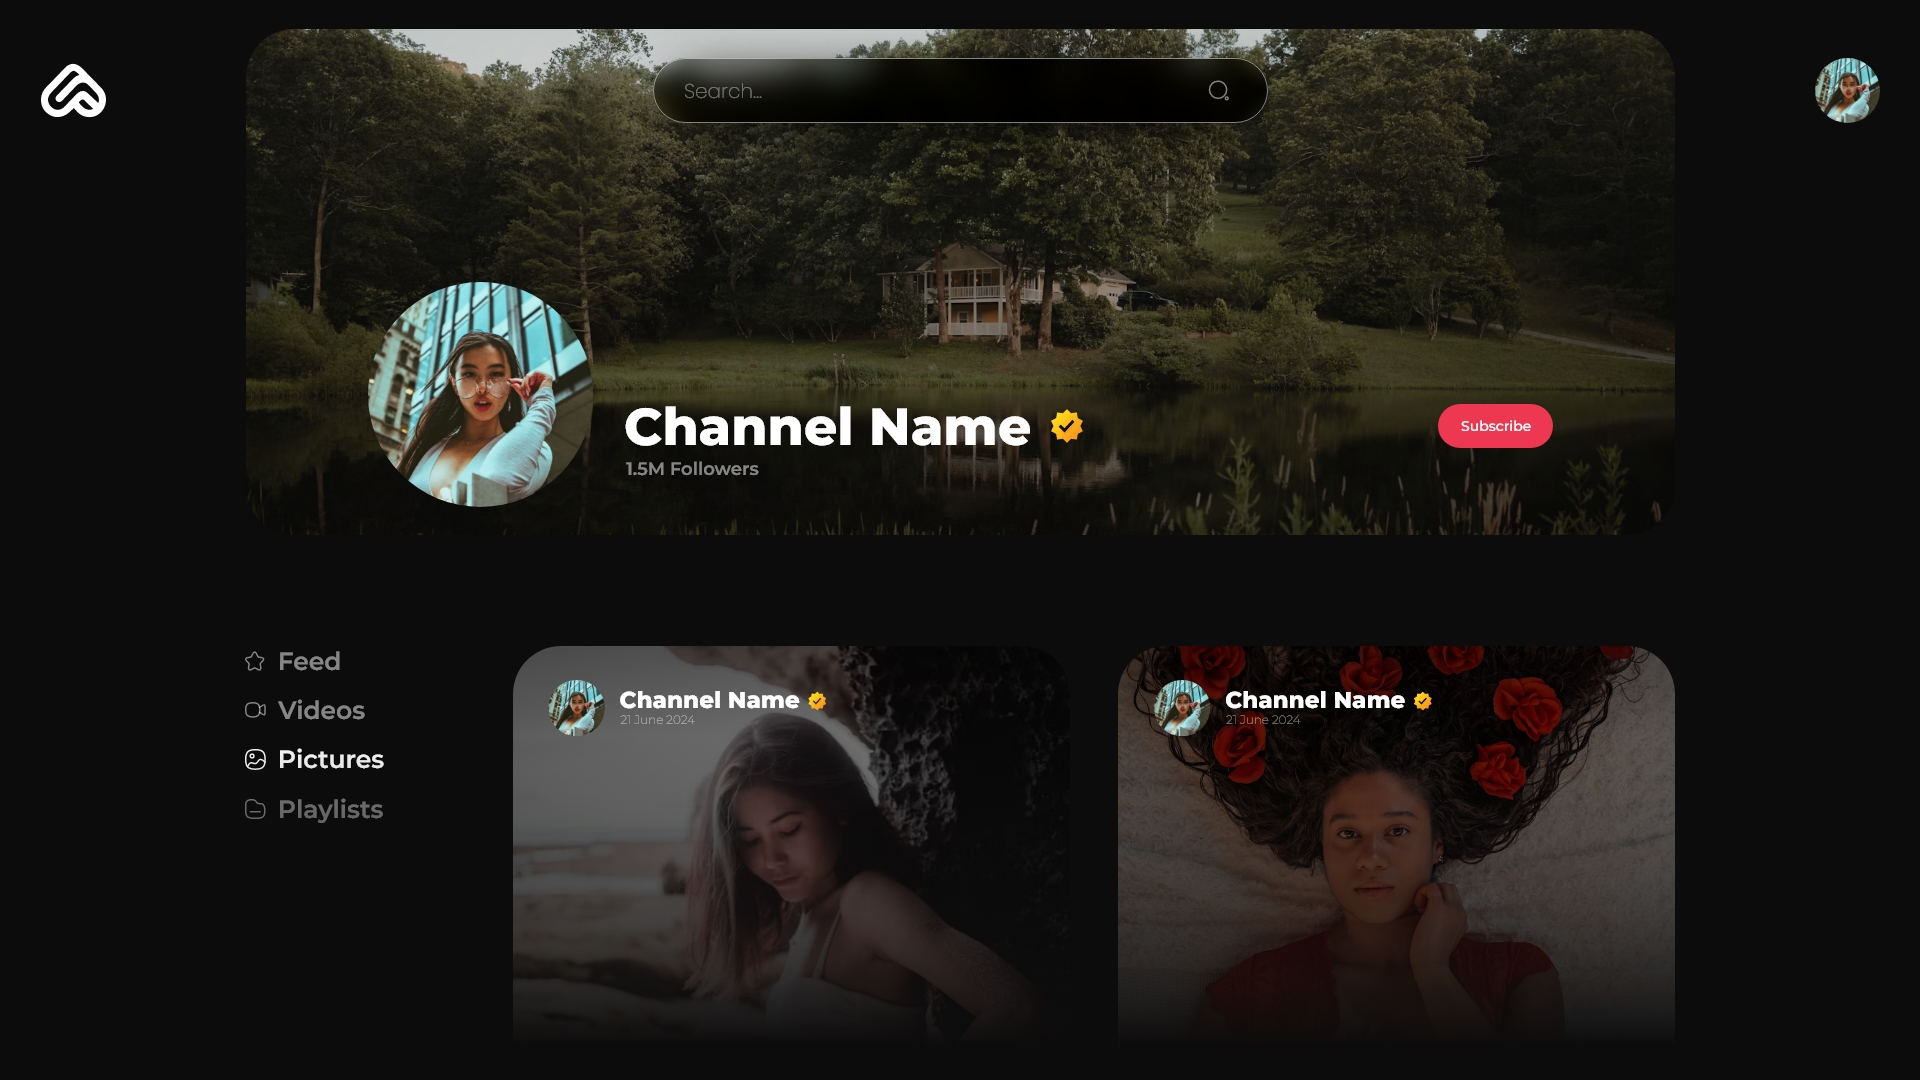 Search...
Channel Name
1.5M Followers
Subscribe
Feed
Videos
Pictures
Playlists
Channel Name
21 June 2024
Channel Name
21 June 2024